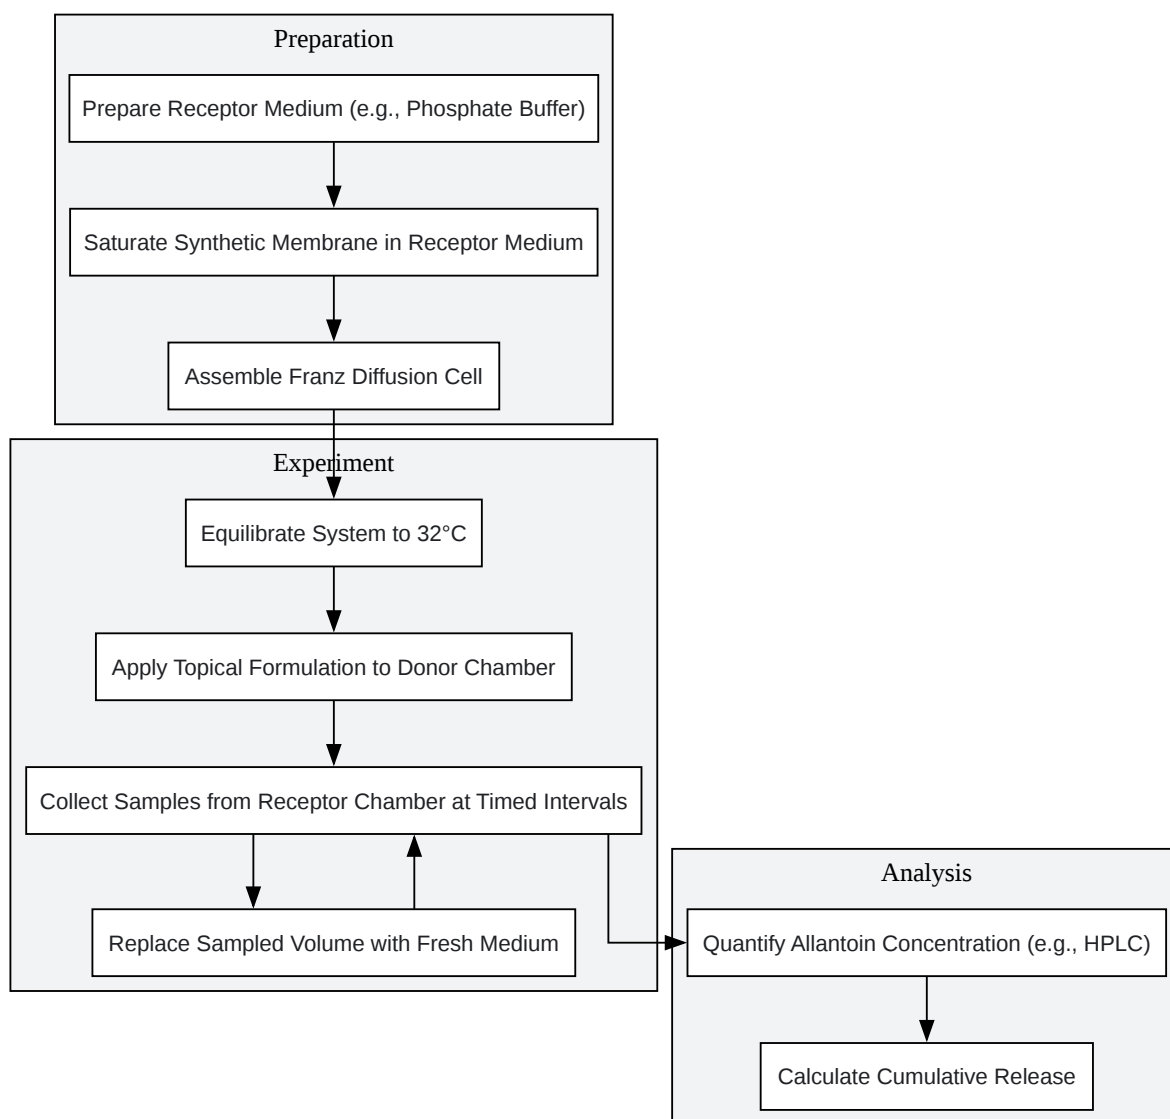 Preparation
Prepare Receptor Medium (e.g., Phosphate Buffer)
Saturate Synthetic Membrane in Receptor Medium
Assemble Franz Diffusion Cell
Experiment
Equilibrate System to 32°C
Apply Topical Formulation to Donor Chamber
Collect Samples from Receptor Chamber at Timed Intervals
Replace Sampled Volume with Fresh Medium
Analysis
Quantify Allantoin Concentration (e.g., HPLC)
Calculate Cumulative Release